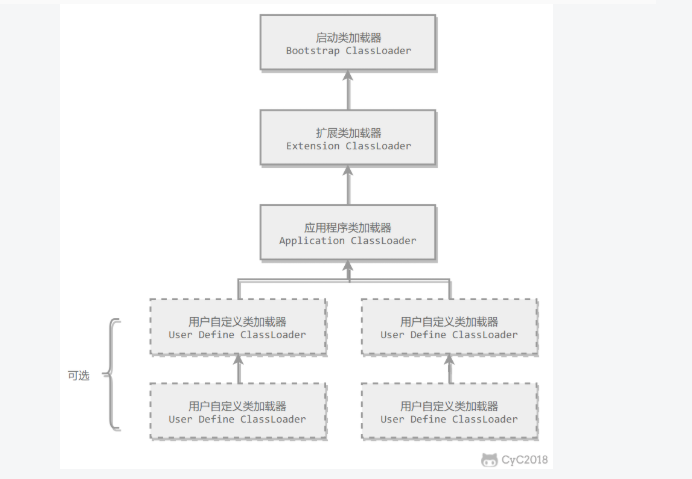 启动类加载器
Bootstrap ClassLoader
扩展类加载器
Extension ClassLoader
应用程序类加载器
Application ClassLoader
用户自定义类加载器
User Define ClassLoader
用户自定义类加载器
User Define ClassLoader
可选
用户自定义类加载器
User Define ClassLoader
用户自定义类加载器
User Define ClassLoader
CyC2018